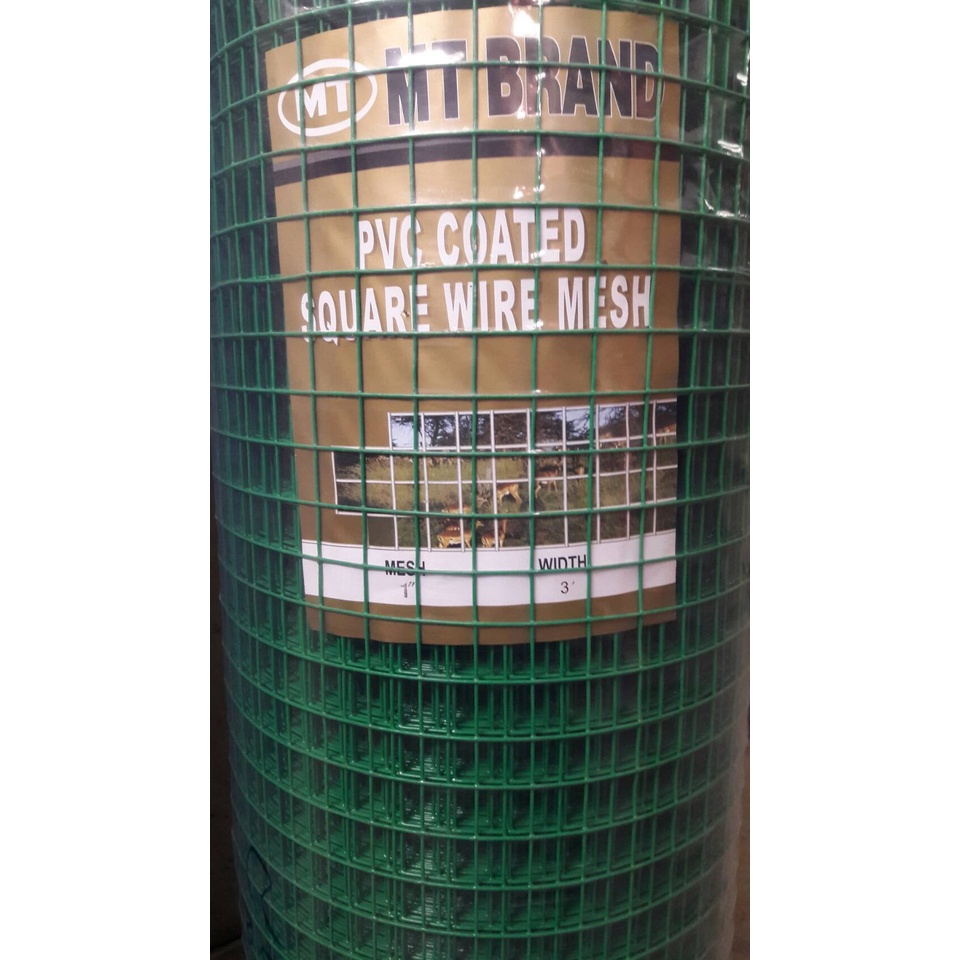 MT MT BRAND
PVC COATED
SQUARE WIRE MESH
MESH WIDTH
1" 3'